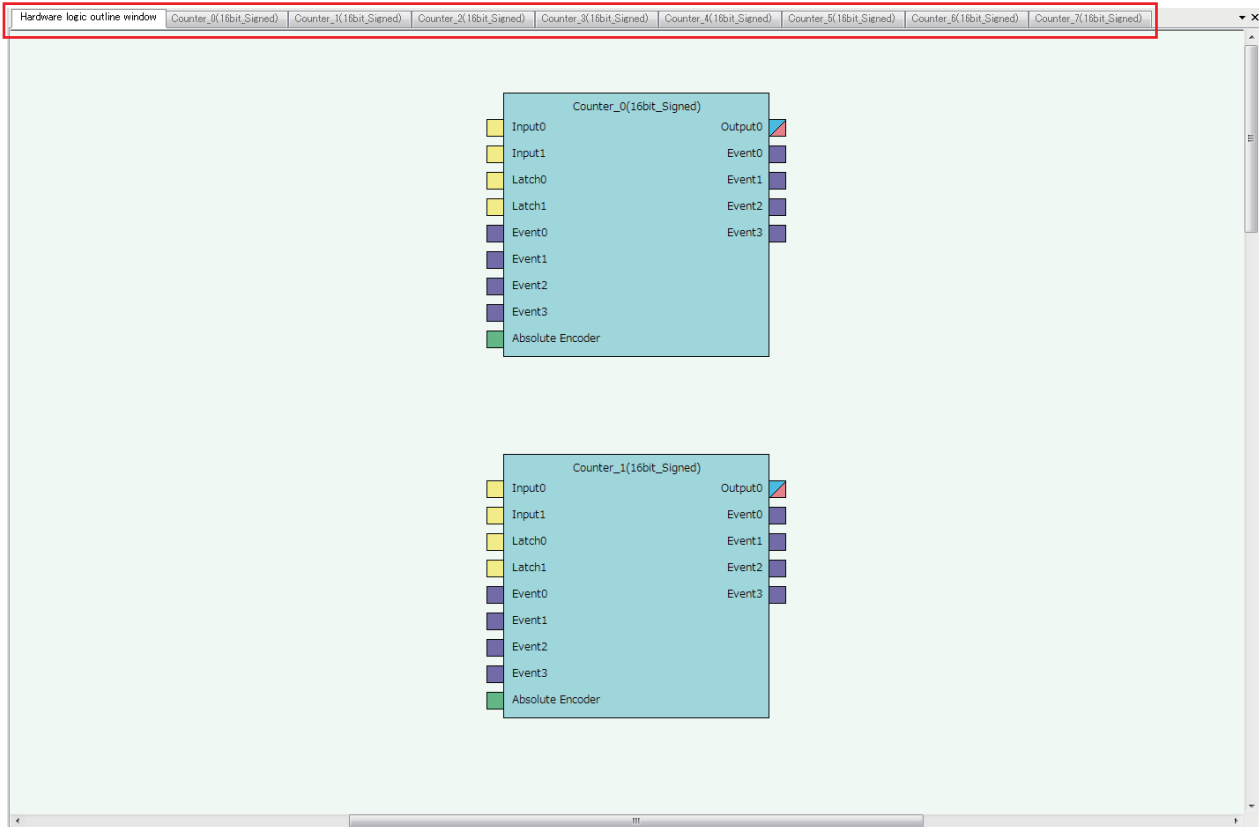 Hardware logic outline window Counter_0(16bit_Signed) Counter_1(16bit_Signed) Counter_2(16bit_Signed) Counter_3(16bit_Signed) Counter_4(16bit_Signed) Counter_5(16bit_Signed) Counter_6(16bit_Signed) Counter_7(16bit_Signed)
Counter_0(16bit_Signed)
Input0 Output0
Input1 Event0
Latch0 Event1
Latch1 Event2
Event0 Event3
Event1
Event2
Event3
Absolute Encoder
Counter_1(16bit_Signed)
Input0 Output0
Input1 Event0
Latch0 Event1
Latch1 Event2
Event0 Event3
Event1
Event2
Event3
Absolute Encoder